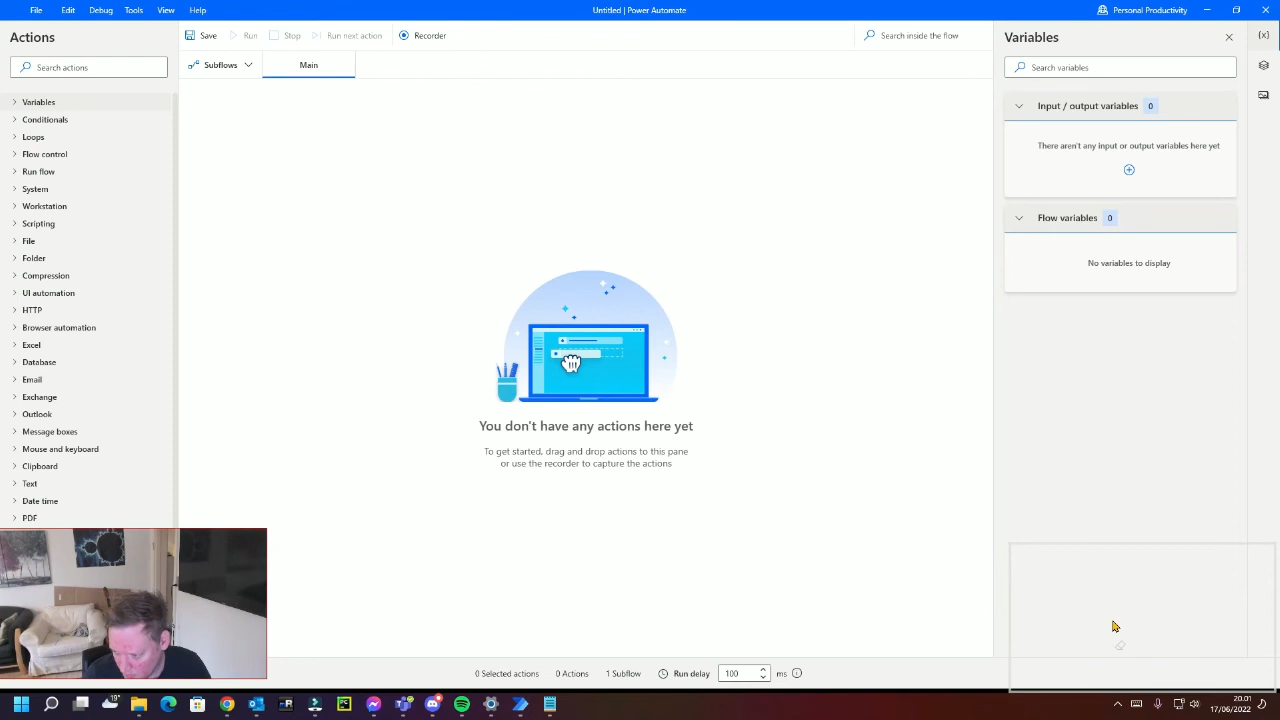 File Edit Debug Tools View Help
Untitled | Power Automate
Personal Productivity
Actions
Search actions
Variables
Conditionals
Loops
Flow control
Run flow
System
Workstation
Scripting
File
Folder
Compression
UI automation
HTTP
Browser automation
Excel
Database
Email
Exchange
Outlook
Message boxes
Mouse and keyboard
Clipboard
Text
Date time
PDF
Save Run Stop Run next action Recorder
Search inside the flow
Subflows Main
You don't have any actions here yet
To get started, drag and drop actions to this pane
or use the recorder to capture the actions
Variables
{x}
Search variables
Input / output variables 0
There aren't any input or output variables here yet
Flow variables 0
No variables to display
0 Selected actions 0 Actions 1 Subflow Run delay 100 ms
19°
mR
PC
20.01
17/06/2022